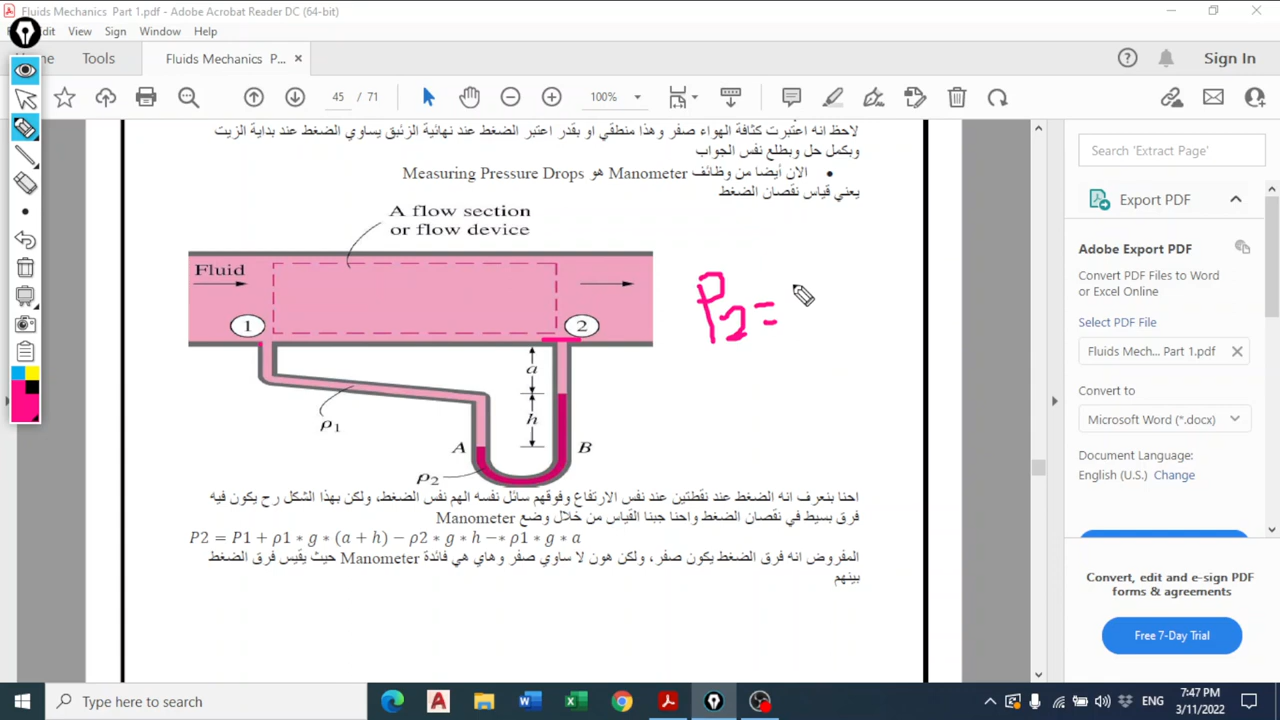 Fluids Mechanics Part 1.pdf - Adobe Acrobat Reader DC (64-bit)
View Sign Window Help
Tools
Fluids Mechanics P... ×
Sign In
45 / 71
100%
لاحظ انه اعتبرت كثافة الهواء صفر وهذا منطقي او بقدر اعتبر الضغط عند نهائية الزئبق يساوي الضغط عند بداية الزيت
وبكمل حل وبطلع نفس الجواب
• الان أيضا من وظائف Manometer هو Measuring Pressure Drops
يعني قياس نقصان الضغط
A flow section
or flow device
Fluid
1
2
a
h
ρ1
A
B
ρ2
P2 =
احنا بنعرف انه الضغط عند نقطتين عند نفس الارتفاع وفوقهم سائل نفسه الهم نفس الضغط، ولكن بهذا الشكل رح يكون فيه
فرق بسيط في نقصان الضغط واحنا جبنا القياس من خلال وضع Manometer
P2 = P1 + ρ1 ∗ g ∗ (a + h) − ρ2 ∗ g ∗ h −∗ ρ1 ∗ g ∗ a
المفروض انه فرق الضغط يكون صفر، ولكن هون لا ساوي صفر وهاي هي فائدة Manometer حيث يقيس فرق الضغط
بينهم
Search 'Extract Page'
Export PDF
Adobe Export PDF
Convert PDF Files to Word
or Excel Online
Select PDF File
Fluids Mech... Part 1.pdf
Convert to
Microsoft Word (*.docx)
Document Language:
English (U.S.) Change
Convert, edit and e-sign PDF
forms & agreements
Free 7-Day Trial
Type here to search
ENG
7:47 PM
3/11/2022